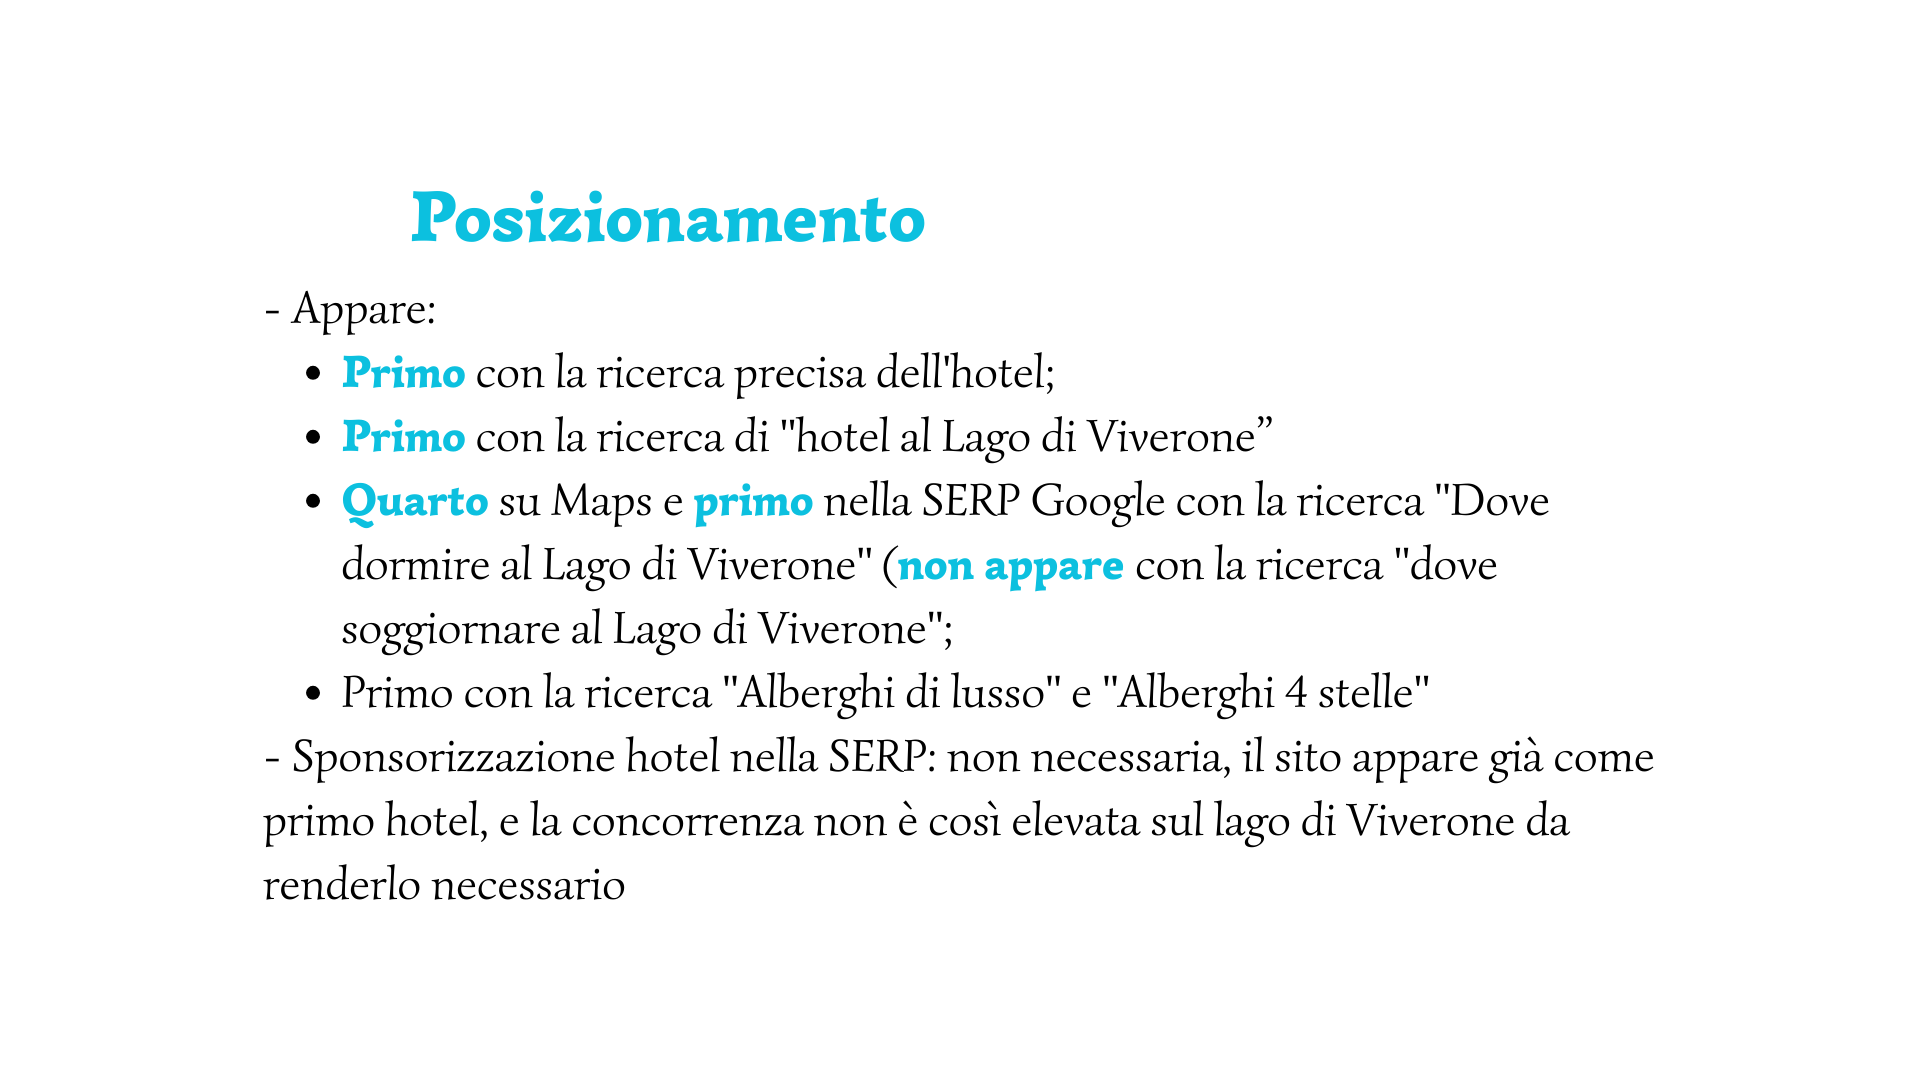 Posizionamento
- Appare:
• Primo con la ricerca precisa dell'hotel;
• Primo con la ricerca di "hotel al Lago di Viverone”
• Quarto su Maps e primo nella SERP Google con la ricerca "Dove
dormire al Lago di Viverone" (non appare con la ricerca "dove
soggiornare al Lago di Viverone";
• Primo con la ricerca "Alberghi di lusso" e "Alberghi 4 stelle"
- Sponsorizzazione hotel nella SERP: non necessaria, il sito appare già come
primo hotel, e la concorrenza non è così elevata sul lago di Viverone da
renderlo necessario